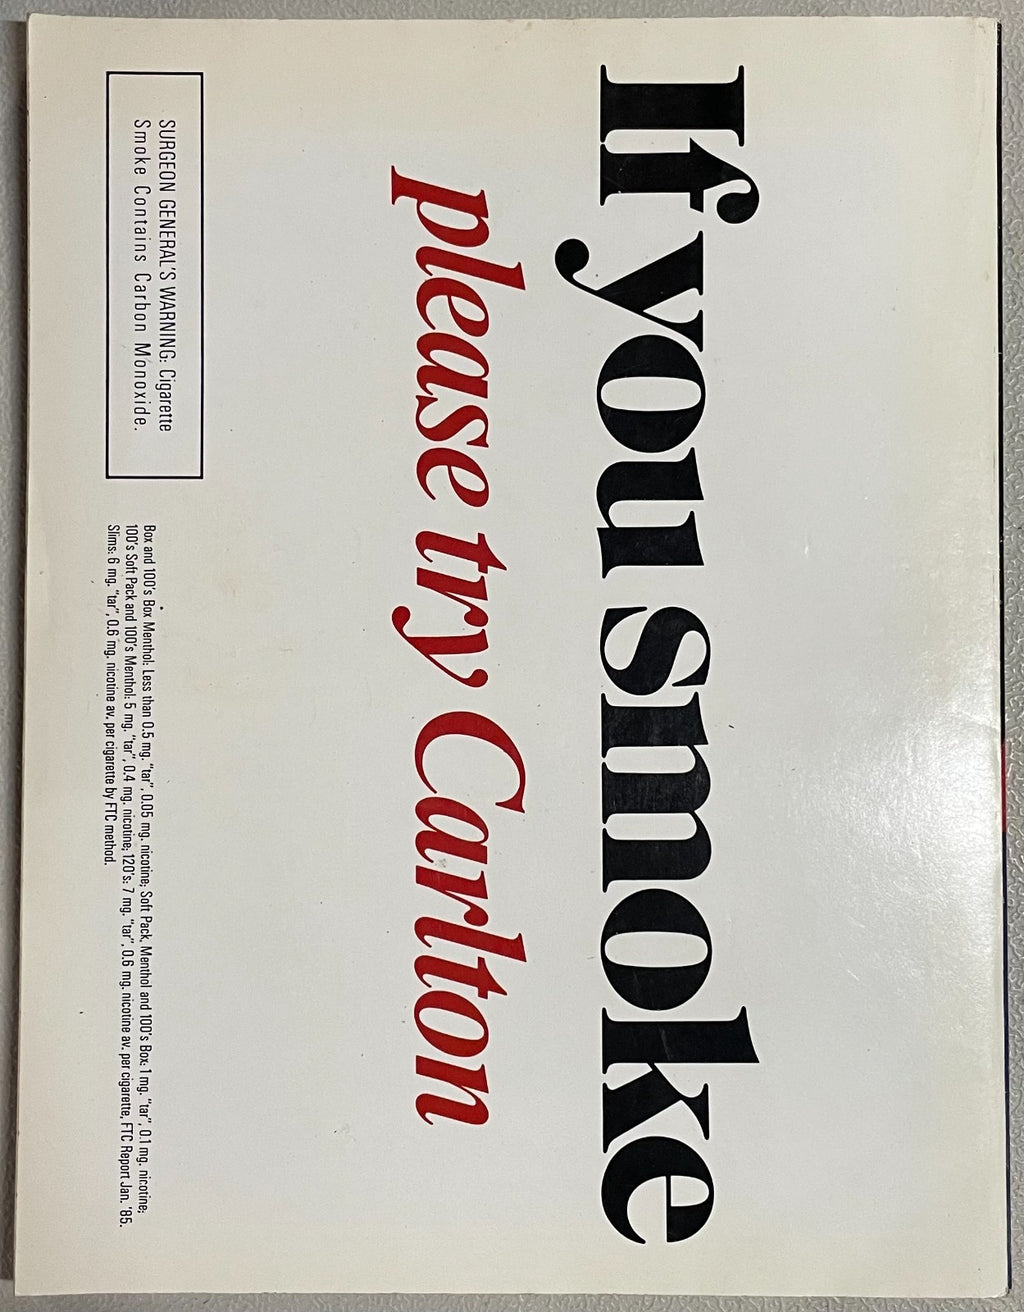 If you smoke
please try Carlton
SURGEON GENERAL'S WARNING: Cigarette
Smoke Contains Carbon Monoxide.
Box and 100's Box Menthol: Less than 0.5 mg. "tar", 0.05 mg. nicotine; Soft Pack, Menthol and 100's Box: 1 mg. "tar", 0.1 mg. nicotine;
100's Soft Pack and 100's Menthol: 5 mg. "tar", 0.4 mg. nicotine; 120's: 7 mg. "tar", 0.6 mg. nicotine av. per cigarette, FTC Report Jan. '85.
Slims: 6 mg. "tar", 0.6 mg. nicotine av. per cigarette by FTC method.